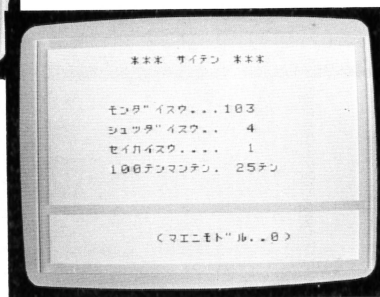 *** サイテン ***
モンダ"イスウ...103
シュッダ"イスウ.. 4
セイカイスウ.... 1
100テンマンテン. 25テン
(マエニモド"ル..0)